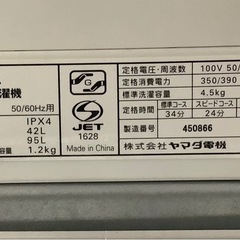 濯機
50/60Hz用
IPX4
42L
95L
容量 1.2kg
G
JET
1628
Made in China
定格電圧・周波数 100V 50/
定格消費電力 350/390
標準洗濯容量 4.5kg
定格時間 標準コース スピードコース
34分 24分
製造番号 450866
株式会社 ヤマダ電機